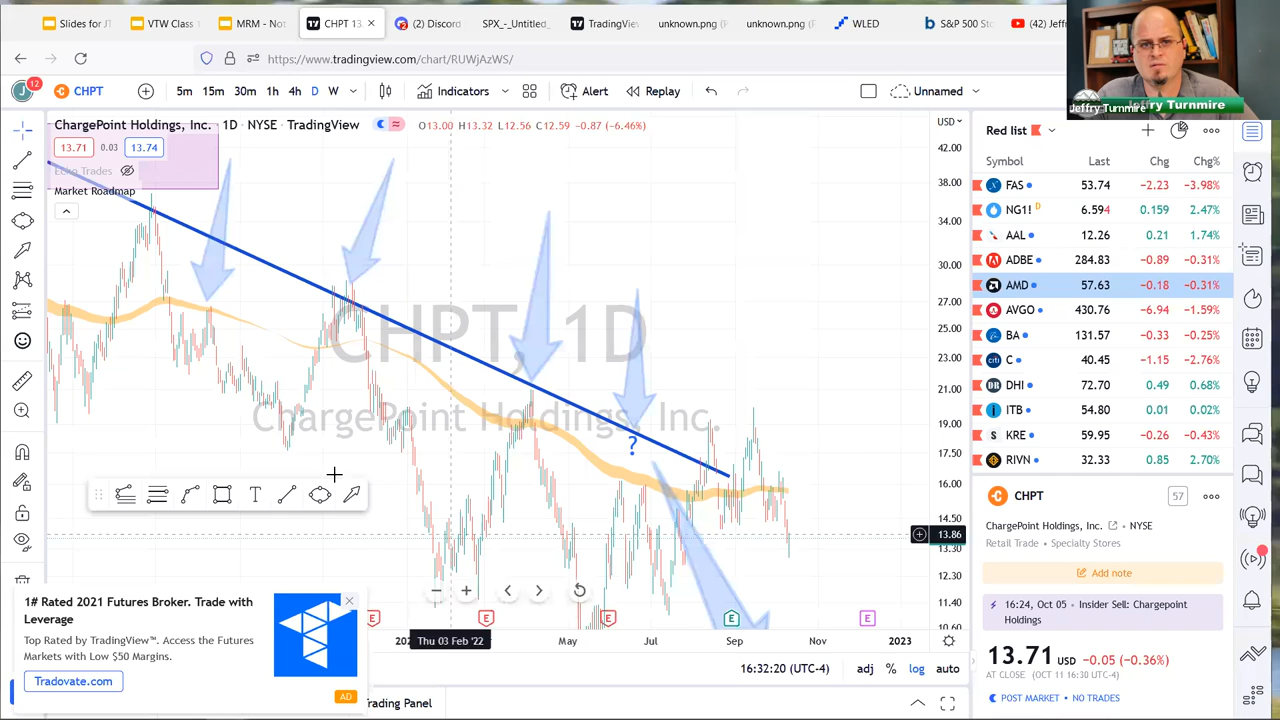 Slides for JT
VTW Class
MRM - Not
CHPT 13
(2) Discord
SPX_-_Untitled_
TradingView
unknown.png (
unknown.png (
WLED
S&P 500 St
(42) Jeff
https://www.tradingview.com/chart/RUWjAzWS/
Jeffry Turnmire
Jeffry Turnmire
J
12
CHPT
5m 15m 30m 1h 4h D W
Indicators
Alert
Replay
Unnamed
ChargePoint Holdings, Inc. · 1D · NYSE · TradingView
13.32 12.56 −0.87 (−6.46%)
USD
13.71
0.03
13.74
Echo Trades
Market Roadmap
CHPT, 1D
ChargePoint Holdings, Inc.
?
42.00
38.00
34.00
30.00
27.00
25.00
23.00
21.00
19.00
17.50
16.00
14.50
13.86
13.30
12.30
11.40
10.60
E E E E E
Thu 03 Feb '22
May
Jul
Sep
Nov
2023
16:32:20 (UTC-4)
adj % log auto
rading Panel
1# Rated 2021 Futures Broker. Trade with
Leverage
Top Rated by TradingView™. Access the Futures
Markets with Low $50 Margins.
Tradovate.com
AD
Red list
Symbol Last Chg Chg%
FAS 53.74 −2.23 −3.98%
NG1! D 6.594 0.159 2.47%
AAL 12.26 0.21 1.74%
ADBE 284.83 −0.89 −0.31%
AMD 57.63 −0.18 −0.31%
AVGO 430.76 −6.94 −1.59%
BA 131.57 −0.33 −0.25%
C 40.45 −1.15 −2.76%
DHI 72.70 0.49 0.68%
ITB 54.80 0.01 0.02%
KRE 59.95 −0.26 −0.43%
RIVN 32.33 0.85 2.70%
CHPT
57
ChargePoint Holdings, Inc. · NYSE
Retail Trade · Specialty Stores
Add note
16:24, Oct 05 · Insider Sell: Chargepoint
Holdings
13.71 USD −0.05 (−0.36%)
AT CLOSE (OCT 11 16:30 UTC-4)
POST MARKET · NO TRADES